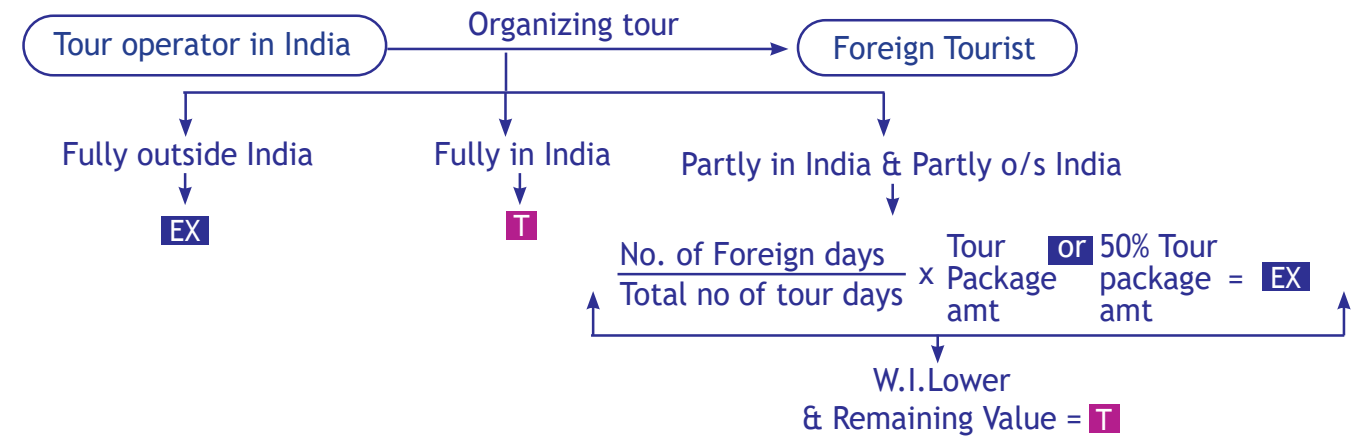 Organizing tour
Tour operator in India
Foreign Tourist
Fully outside India
Fully in India
Partly in India & Partly o/s India
EX
T
No. of Foreign days
Total no of tour days
x
Tour
Package
amt
or
50% Tour
package
amt
=
EX
W.I.Lower
& Remaining Value = T